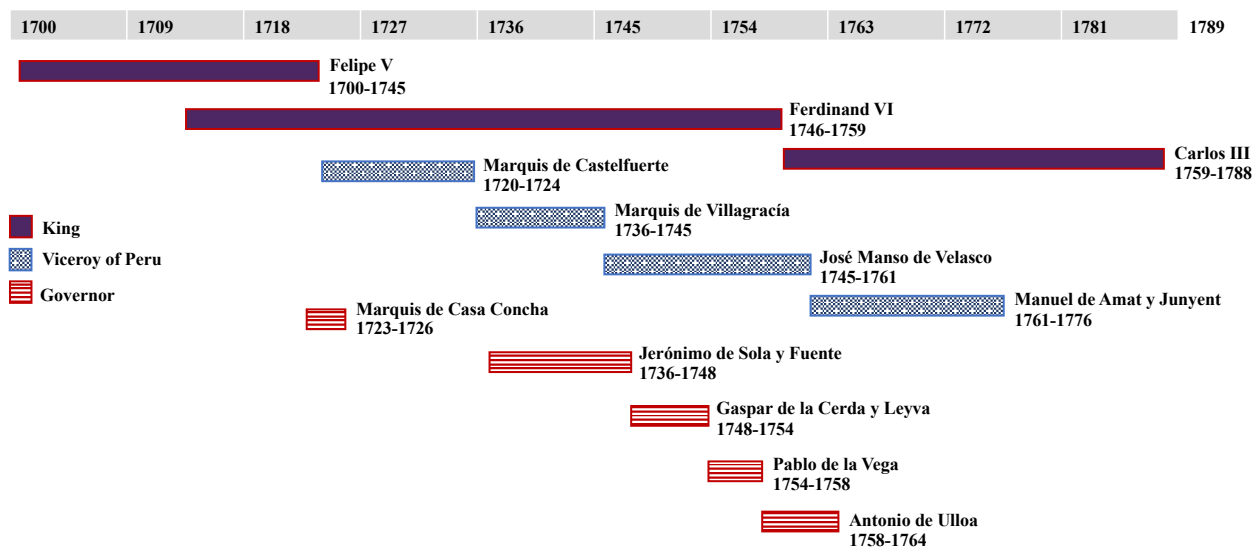 1700 1709 1718 1727 1736 1745 1754 1763 1772 1781 1789
Felipe V
1700-1745
Ferdinand VI
1746-1759
Carlos III
1759-1788
Marquis de Castelfuerte
1720-1724
Marquis de Villagracía
1736-1745
King
Viceroy of Peru
Governor
José Manso de Velasco
1745-1761
Manuel de Amat y Junyent
1761-1776
Marquis de Casa Concha
1723-1726
Jerónimo de Sola y Fuente
1736-1748
Gaspar de la Cerda y Leyva
1748-1754
Pablo de la Vega
1754-1758
Antonio de Ulloa
1758-1764